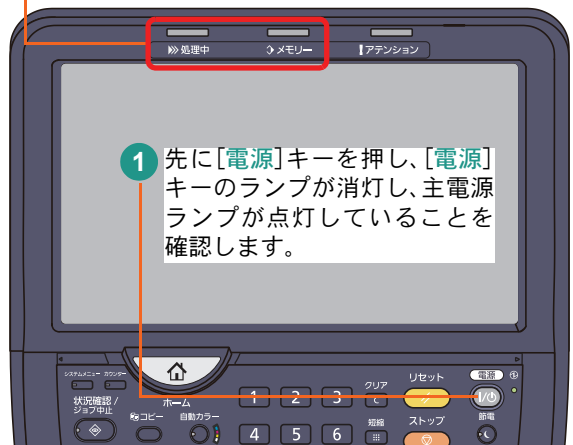 処理中 メモリー アテンション
1 先に[電源]キーを押し、[電源]
キーのランプが消灯し、主電源
ランプが点灯していることを
確認します。
システムメニュー カウンター
クリア リセット 電源
状況確認 /
ジョブ中止
ホーム
1 2 3 C
コピー 自動カラー
短縮 ストップ 節電
4 5 6